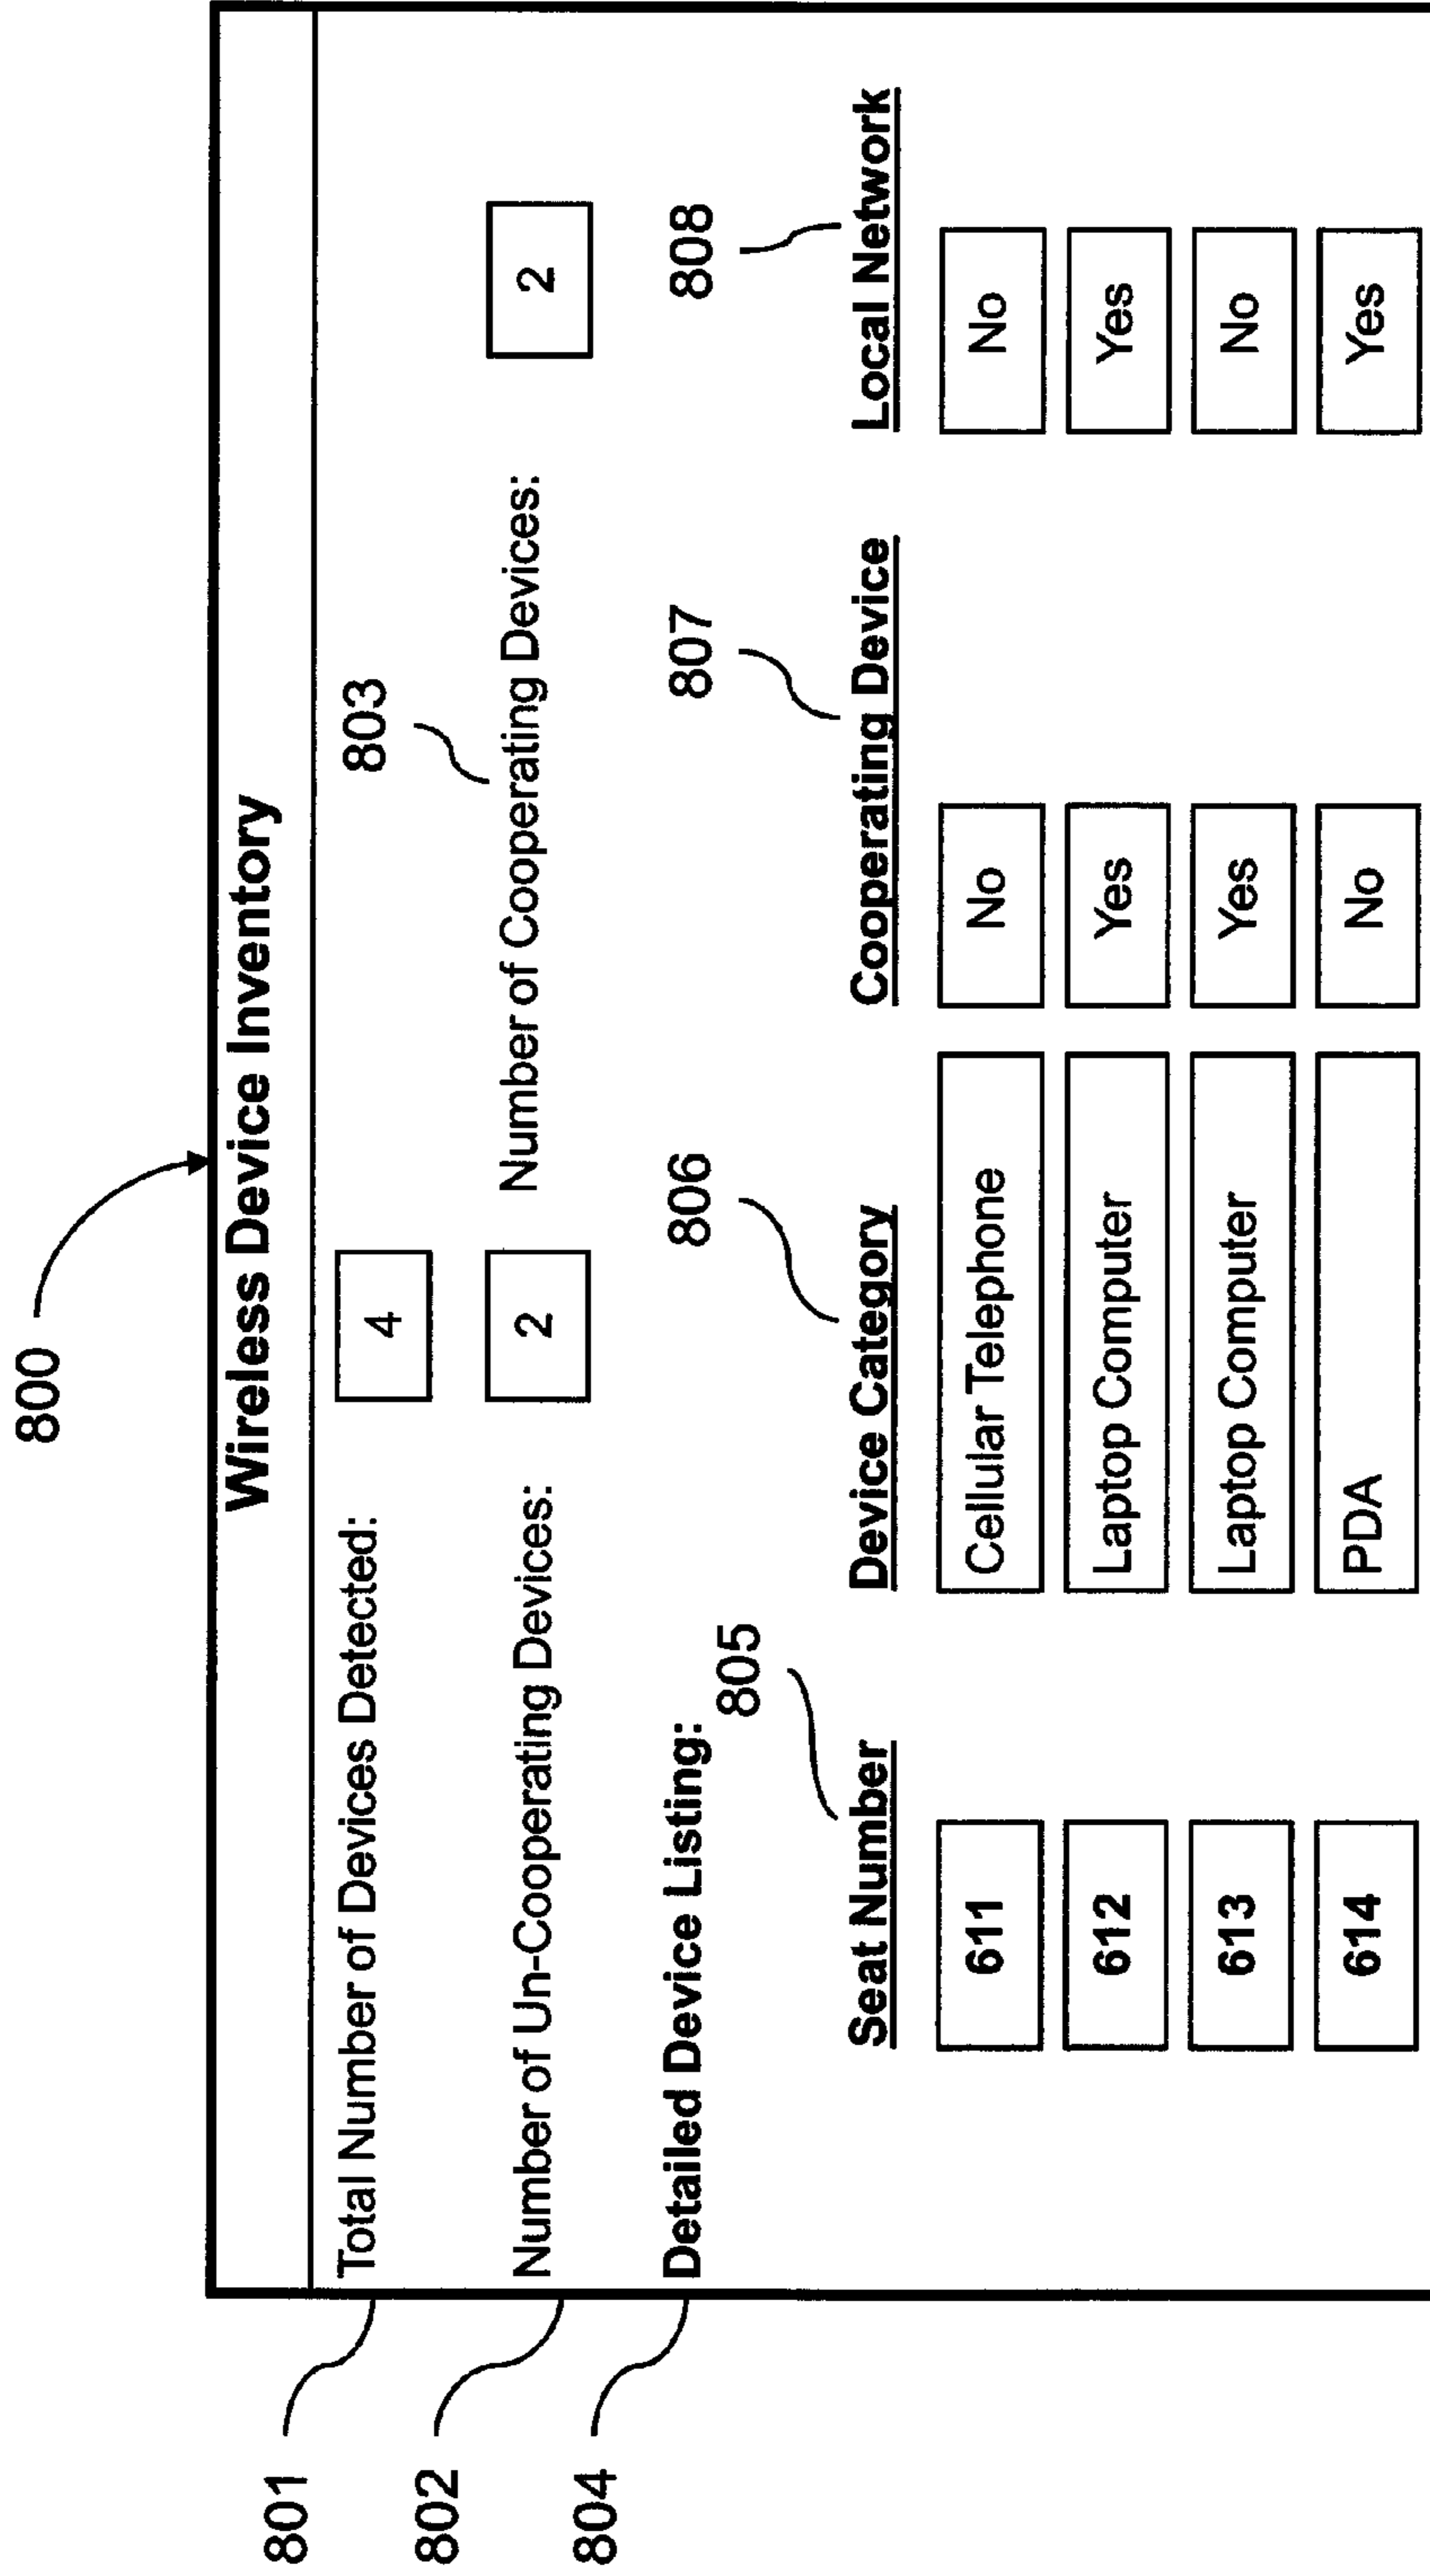 800
Wireless Device Inventory
801
Total Number of Devices Detected:
4
803
802
Number of Un-Cooperating Devices:
2
Number of Cooperating Devices:
2
804
Detailed Device Listing:
805
806
807
808
Seat Number Device Category Cooperating Device Local Network
611 Cellular Telephone No No
612 Laptop Computer Yes Yes
613 Laptop Computer Yes No
614 PDA No Yes